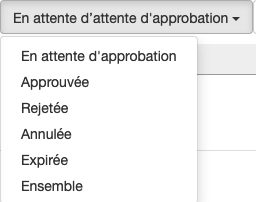 En attente d’attente d'approbation
En attente d'approbation
Approuvée
Rejetée
Annulée
Expirée
Ensemble